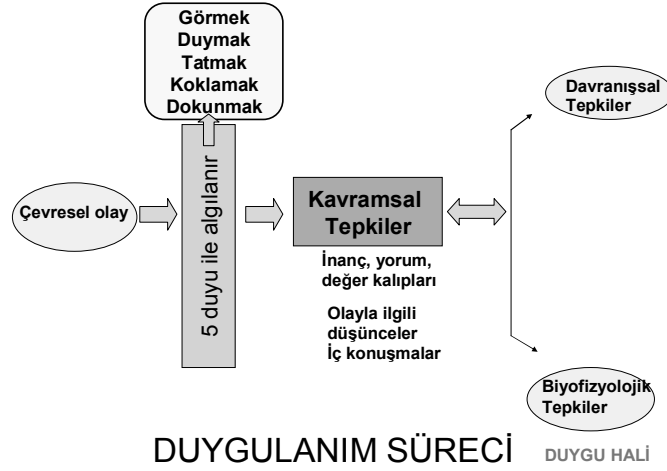 Görmek
Duymak
Tatmak
Koklamak
Dokunmak
Çevresel olay
5 duyu ile algılanır
Kavramsal
Tepkiler
İnanç, yorum,
değer kalıpları
Olayla ilgili
düşünceler
İç konuşmalar
Davranışsal
Tepkiler
Biyofizyolojik
Tepkiler
DUYGULANIM SÜRECİ
DUYGU HALİ